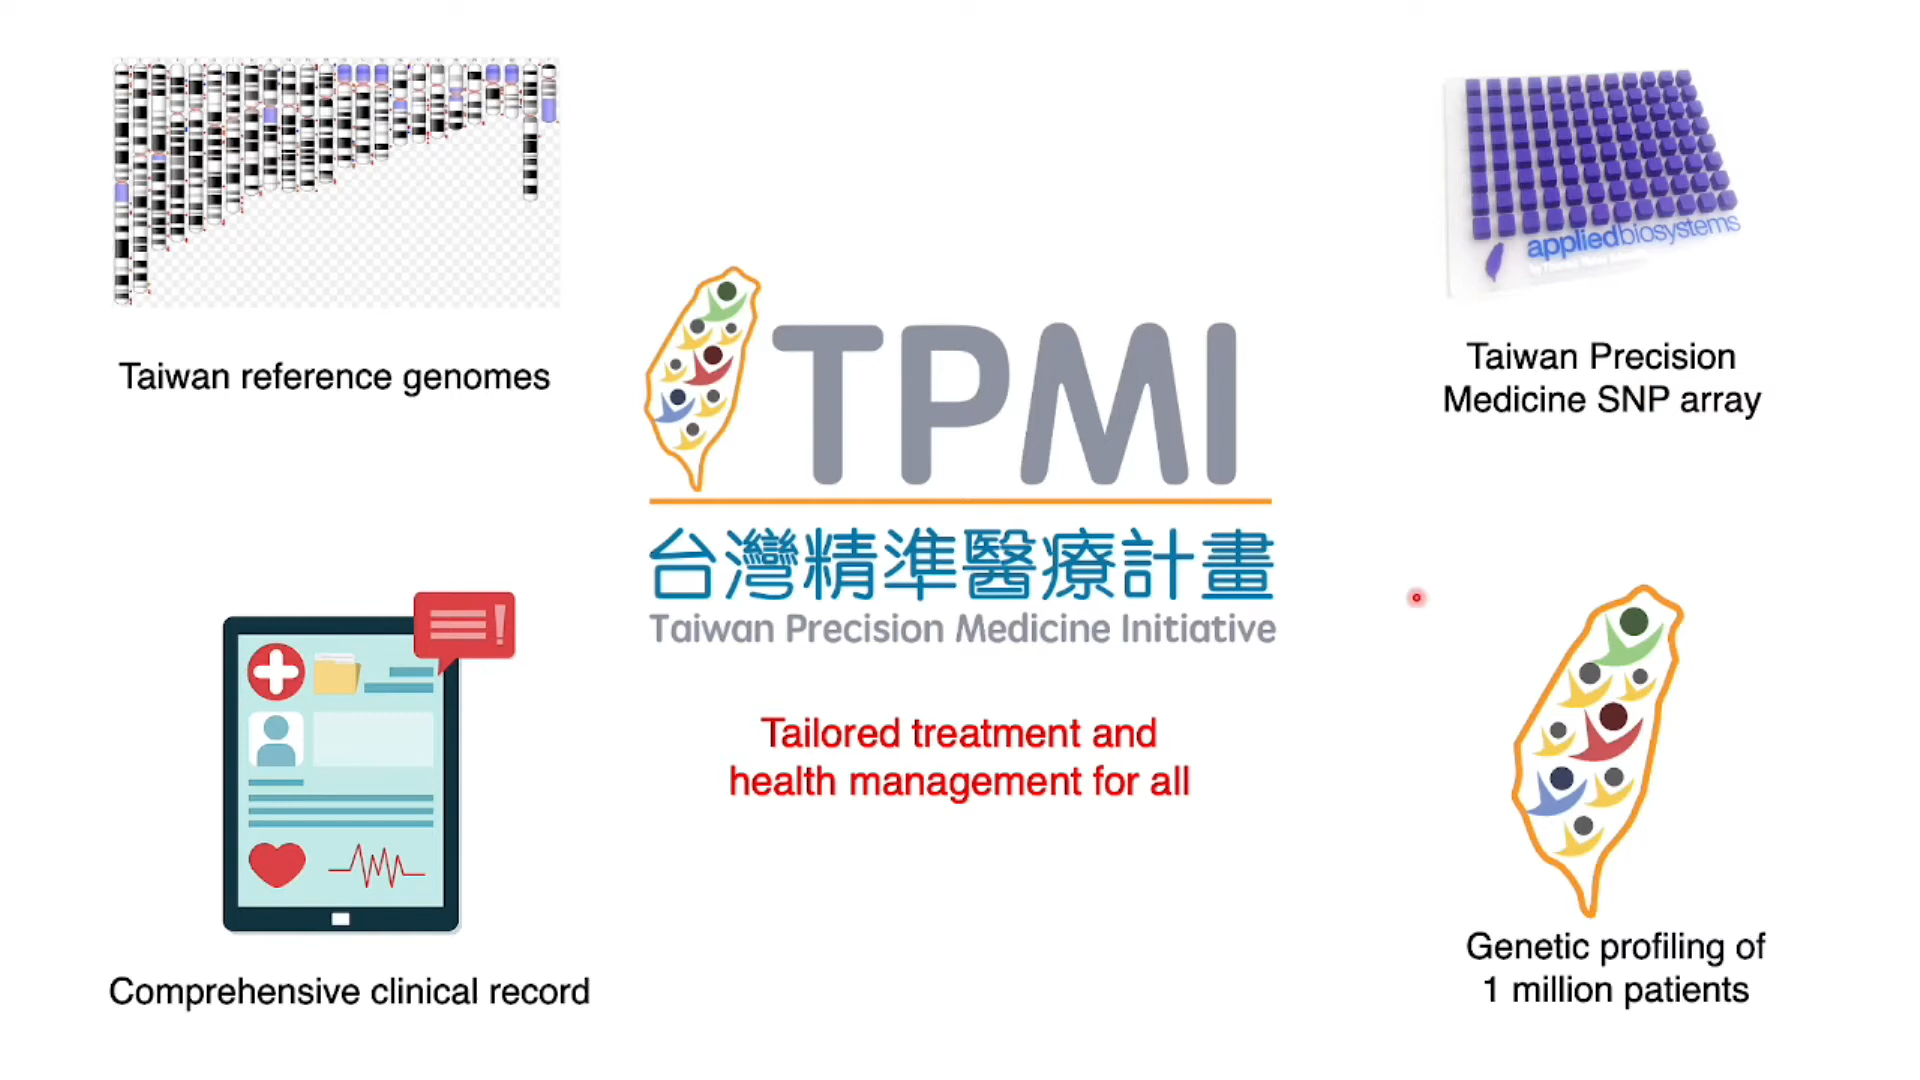 Taiwan reference genomes
appliedbiosystems
Taiwan Precision
Medicine SNP array
TPMI
台灣精準醫療計畫
Taiwan Precision Medicine Initiative
Tailored treatment and
health management for all
Comprehensive clinical record
Genetic profiling of
1 million patients